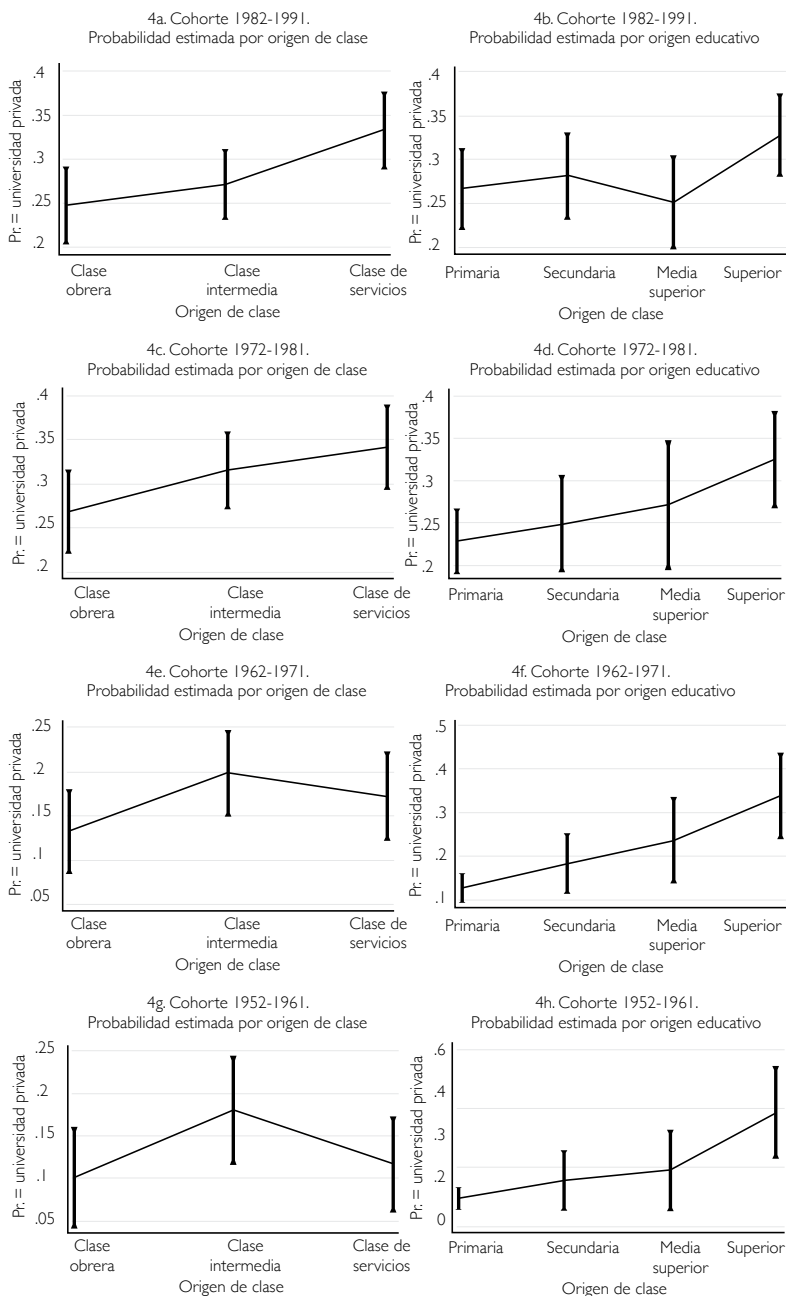 4a. Cohorte 1982-1991.
Probabilidad estimada por origen de clase
Pr. = universidad privada
.4
.35
.3
.25
.2
Clase
obrera
Clase
intermedia
Clase de
servicios
Origen de clase
4b. Cohorte 1982-1991.
Probabilidad estimada por origen educativo
Pr. = universidad privada
.4
.35
.3
.25
.2
Primaria
Secundaria
Media
superior
Superior
Origen de clase
4c. Cohorte 1972-1981.
Probabilidad estimada por origen de clase
Pr. = universidad privada
.4
.35
.3
.25
.2
Clase
obrera
Clase
intermedia
Clase de
servicios
Origen de clase
4d. Cohorte 1972-1981.
Probabilidad estimada por origen educativo
Pr. = universidad privada
.4
.35
.3
.25
.2
Primaria
Secundaria
Media
superior
Superior
Origen de clase
4e. Cohorte 1962-1971.
Probabilidad estimada por origen de clase
Pr. = universidad privada
.25
.2
.15
.1
.05
Clase
obrera
Clase
intermedia
Clase de
servicios
Origen de clase
4f. Cohorte 1962-1971.
Probabilidad estimada por origen educativo
Pr. = universidad privada
.5
.4
.3
.2
.1
Primaria
Secundaria
Media
superior
Superior
Origen de clase
4g. Cohorte 1952-1961.
Probabilidad estimada por origen de clase
Pr. = universidad privada
.25
.2
.15
.1
.05
Clase
obrera
Clase
intermedia
Clase de
servicios
Origen de clase
4h. Cohorte 1952-1961.
Probabilidad estimada por origen educativo
Pr. = universidad privada
.6
.4
.3
.2
0
Primaria
Secundaria
Media
superior
Superior
Origen de clase